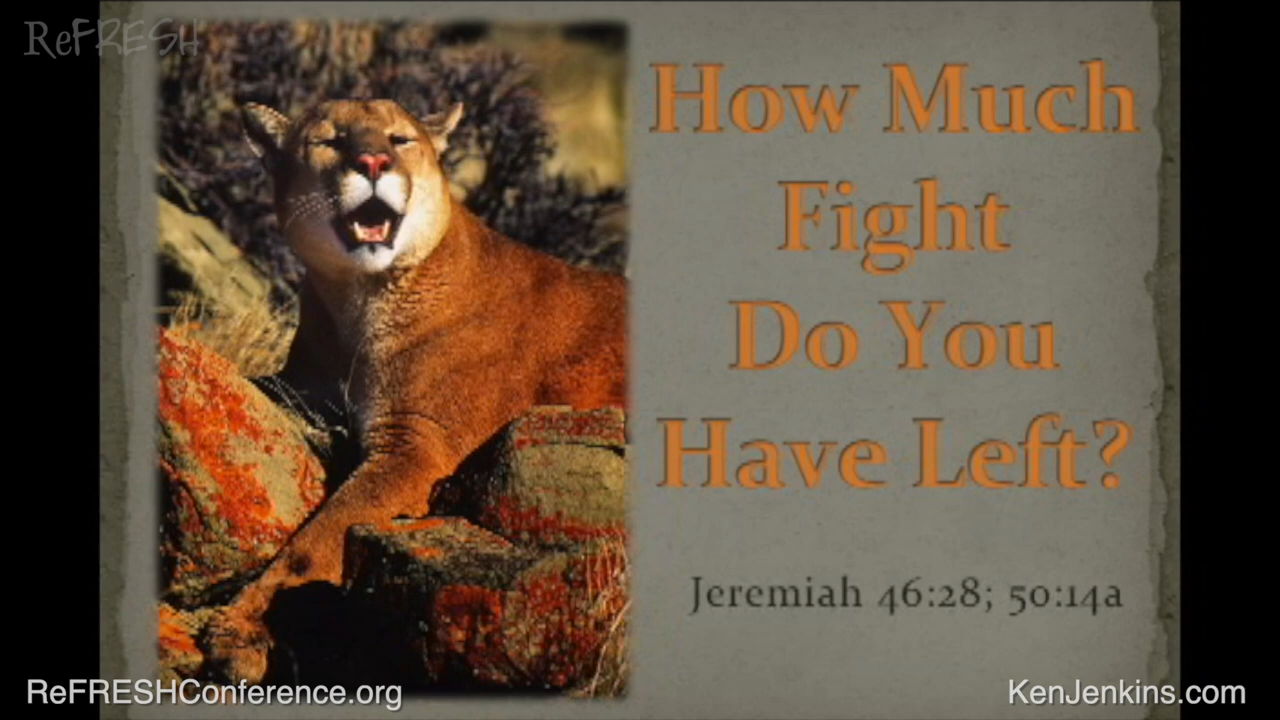 ReFRESH
How Much
Fight
Do You
Have Left?
Jeremiah 46:28; 50:14a
ReFRESHConference.org
KenJenkins.com